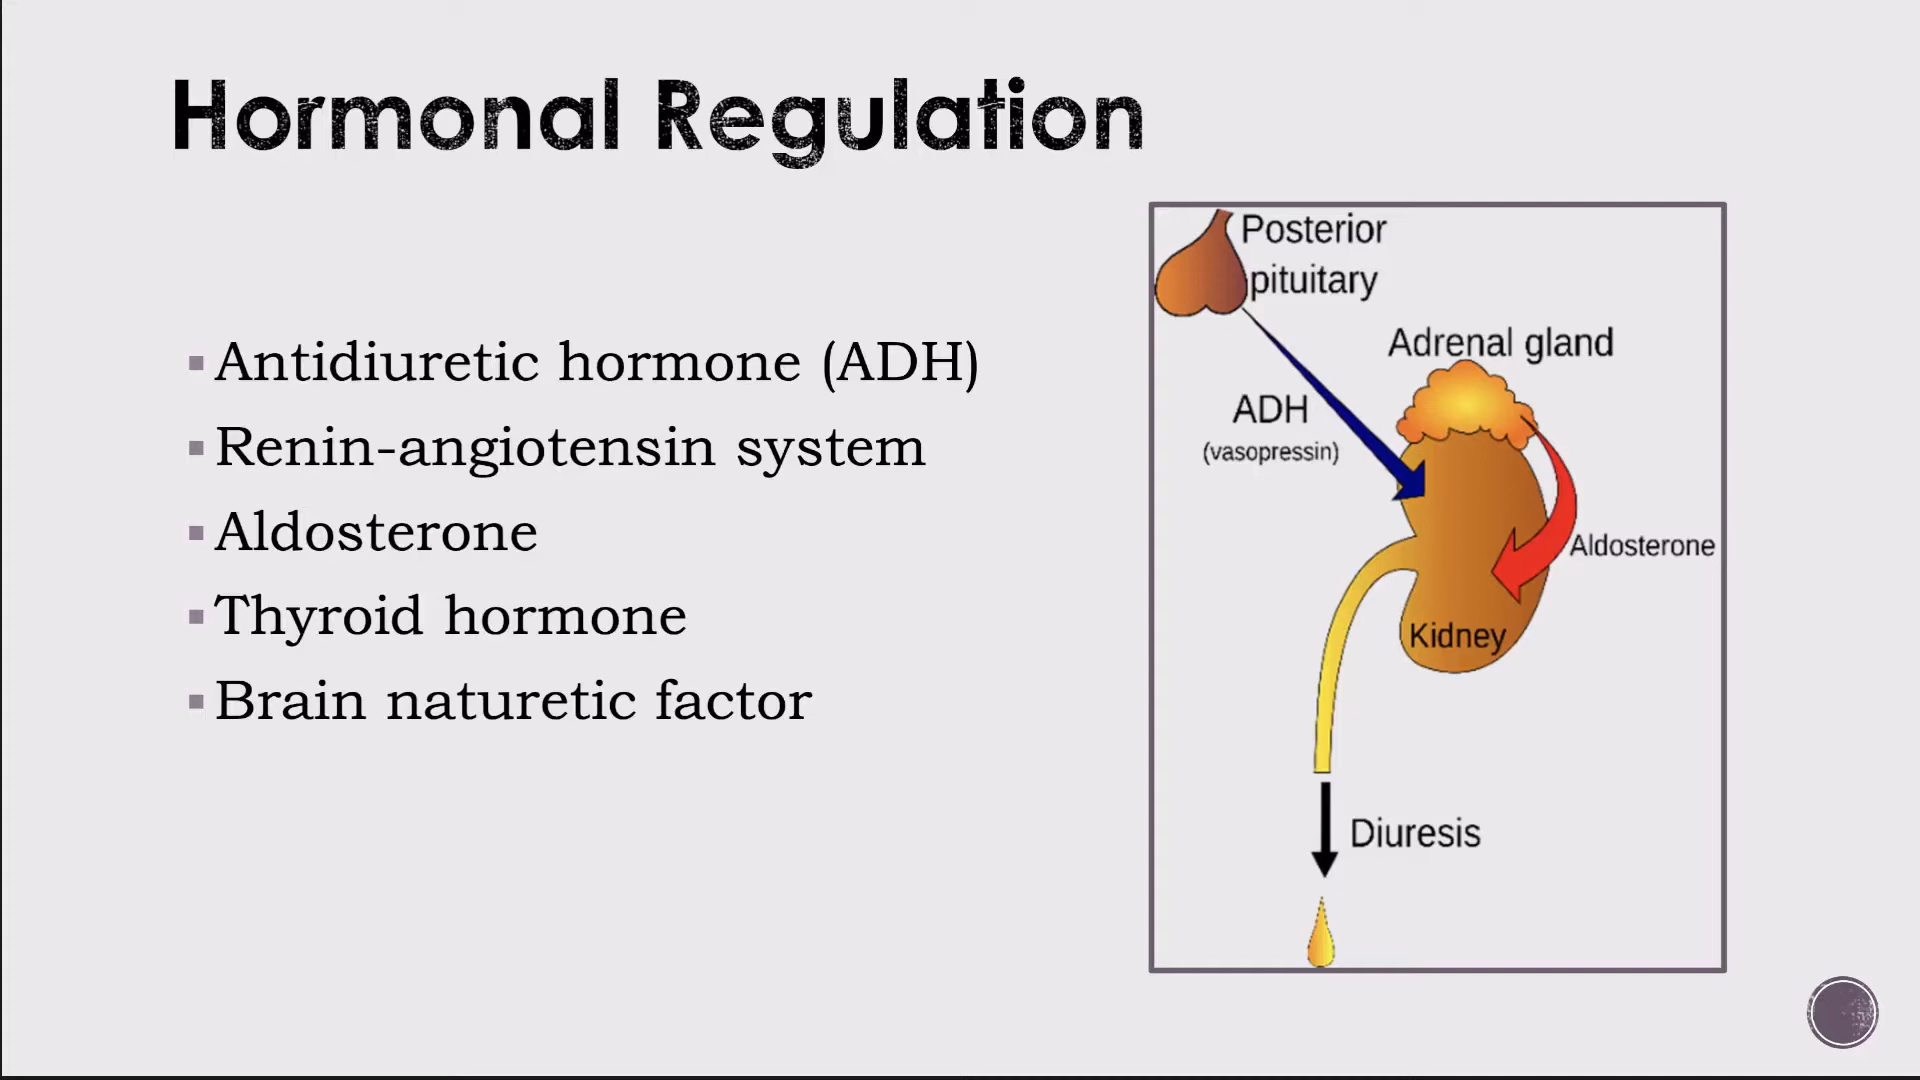 Hormonal Regulation
Antidiuretic hormone (ADH)
Renin-angiotensin system
Aldosterone
Thyroid hormone
Brain naturetic factor
Posterior
pituitary
Adrenal gland
ADH
(vasopressin)
Aldosterone
Kidney
Diuresis